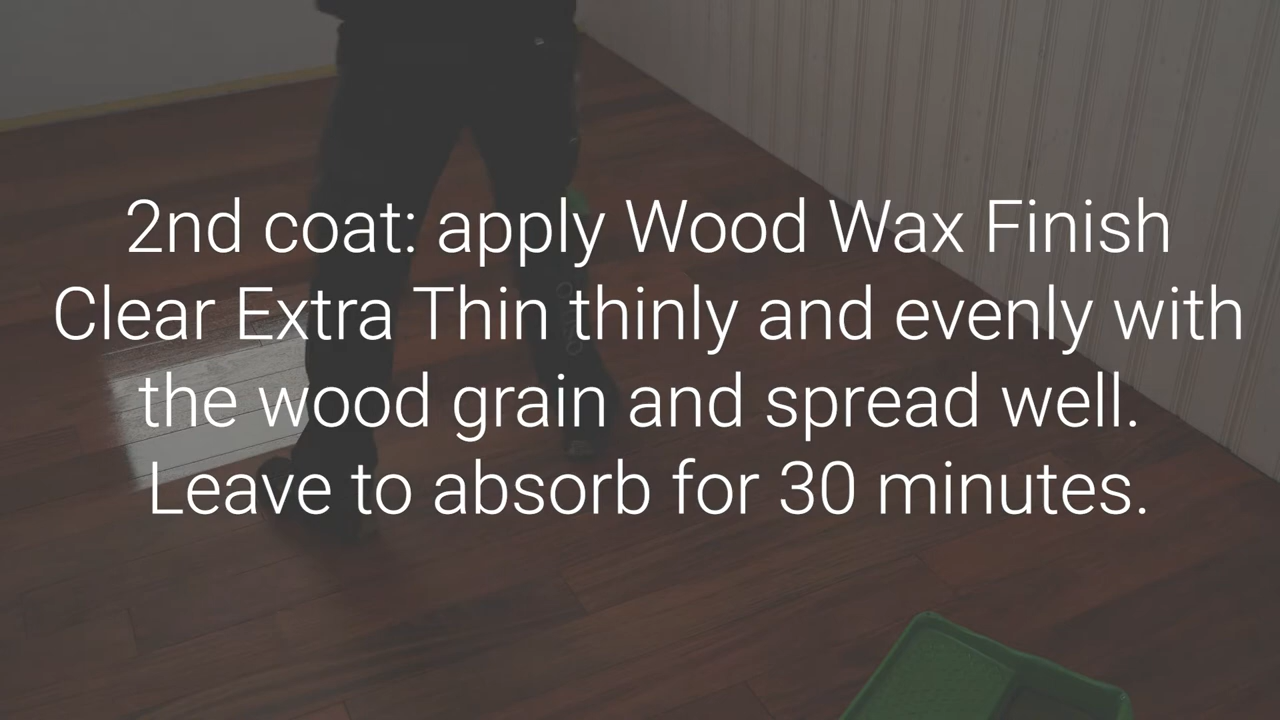 2nd coat: apply Wood Wax Finish
Clear Extra Thin thinly and evenly with
the wood grain and spread well.
Leave to absorb for 30 minutes.